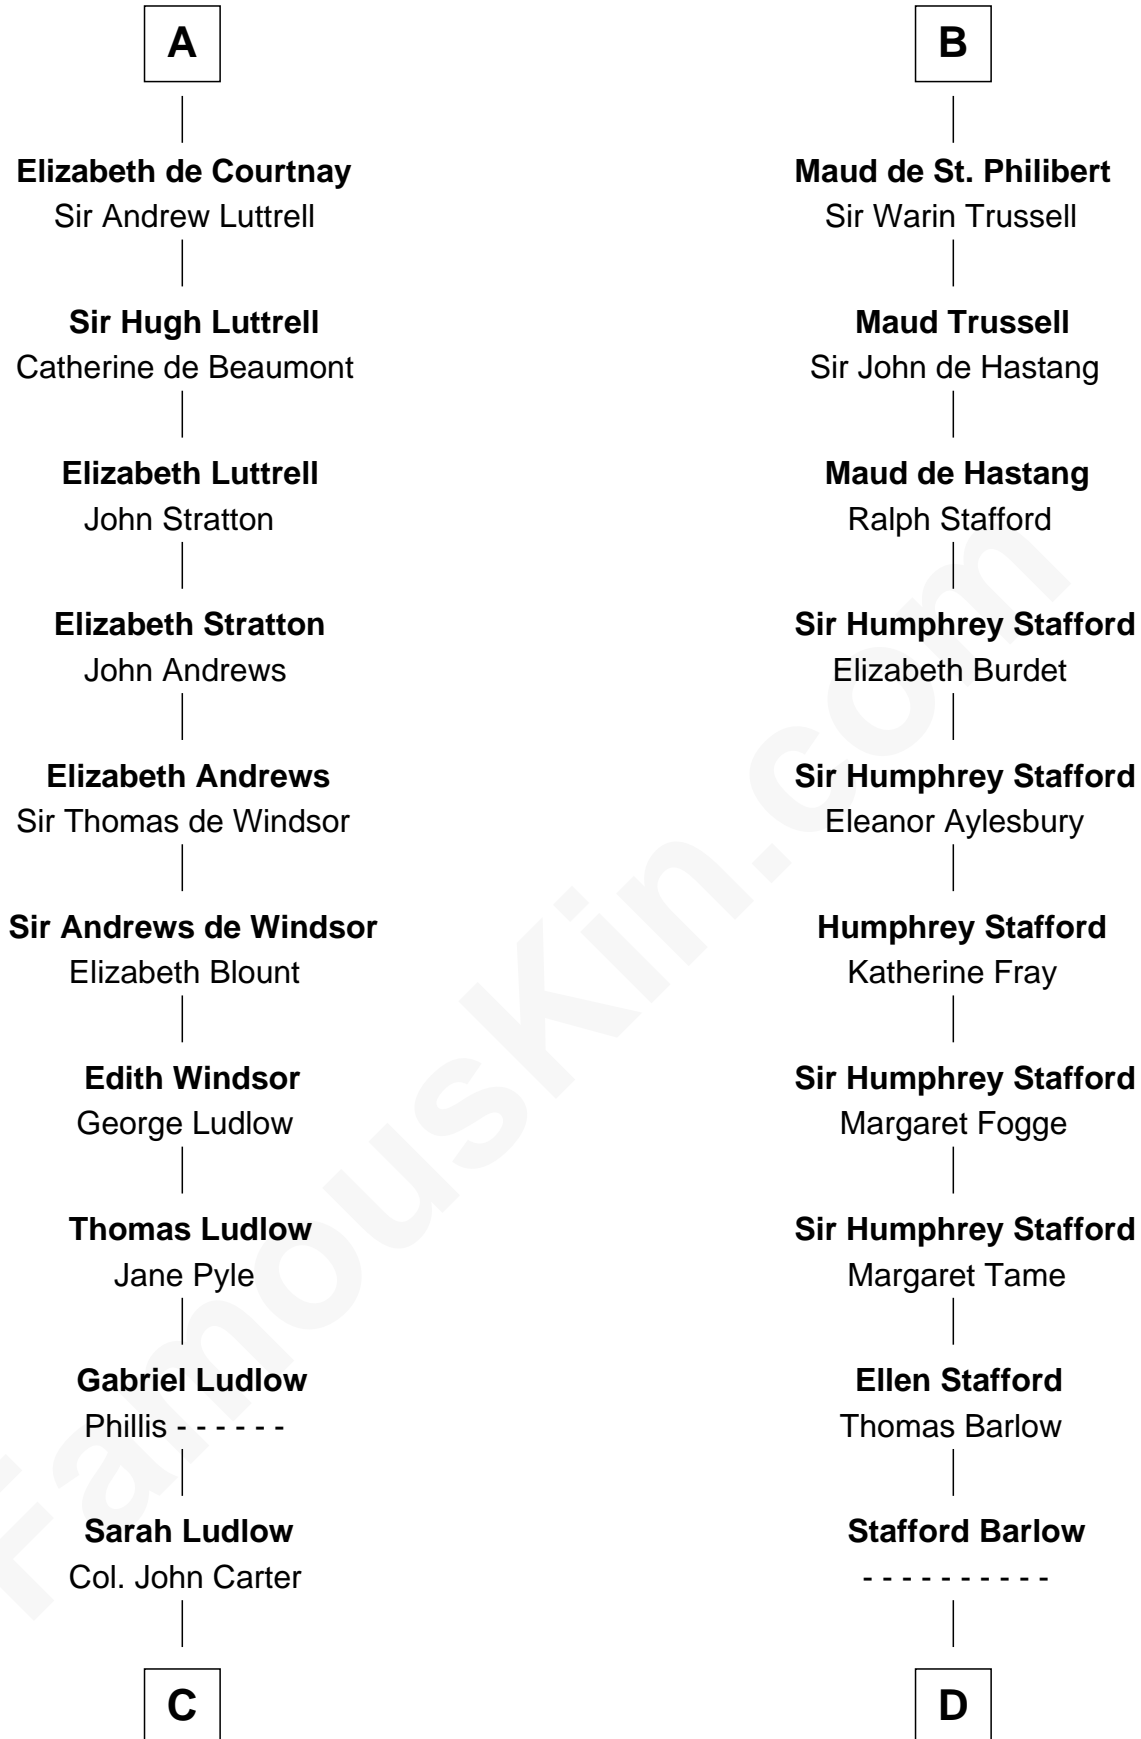 A
Elizabeth de Courtnay
Sir Andrew Luttrell
Sir Hugh Luttrell
Catherine de Beaumont
Elizabeth Luttrell
John Stratton
Elizabeth Stratton
John Andrews
Elizabeth Andrews
Sir Thomas de Windsor
Sir Andrews de Windsor
Elizabeth Blount
Edith Windsor
George Ludlow
Thomas Ludlow
Jane Pyle
Gabriel Ludlow
Phillis - - - - - -
Sarah Ludlow
Col. John Carter
C
B
Maud de St. Philibert
Sir Warin Trussell
Maud Trussell
Sir John de Hastang
Maud de Hastang
Ralph Stafford
Sir Humphrey Stafford
Elizabeth Burdet
Sir Humphrey Stafford
Eleanor Aylesbury
Humphrey Stafford
Katherine Fray
Sir Humphrey Stafford
Margaret Fogge
Sir Humphrey Stafford
Margaret Tame
Ellen Stafford
Thomas Barlow
Stafford Barlow
- - - - - - - - - -
D
FamousKin.com